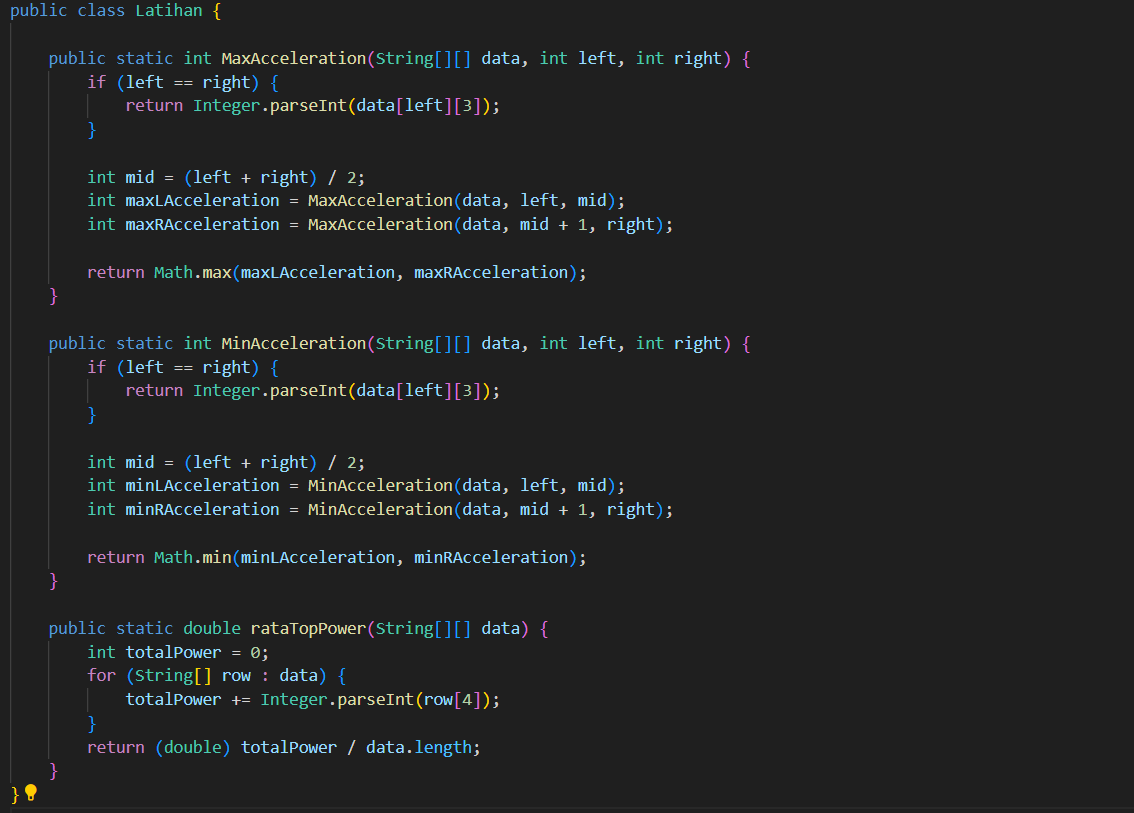 public class Latihan {
public static int MaxAcceleration(String[][] data, int left, int right) {
if (left == right) {
return Integer.parseInt(data[left][3]);
}
int mid = (left + right) / 2;
int maxLAcceleration = MaxAcceleration(data, left, mid);
int maxRAcceleration = MaxAcceleration(data, mid + 1, right);
return Math.max(maxLAcceleration, maxRAcceleration);
}
public static int MinAcceleration(String[][] data, int left, int right) {
if (left == right) {
return Integer.parseInt(data[left][3]);
}
int mid = (left + right) / 2;
int minLAcceleration = MinAcceleration(data, left, mid);
int minRAcceleration = MinAcceleration(data, mid + 1, right);
return Math.min(minLAcceleration, minRAcceleration);
}
public static double rataTopPower(String[][] data) {
int totalPower = 0;
for (String[] row : data) {
totalPower += Integer.parseInt(row[4]);
}
return (double) totalPower / data.length;
}
}